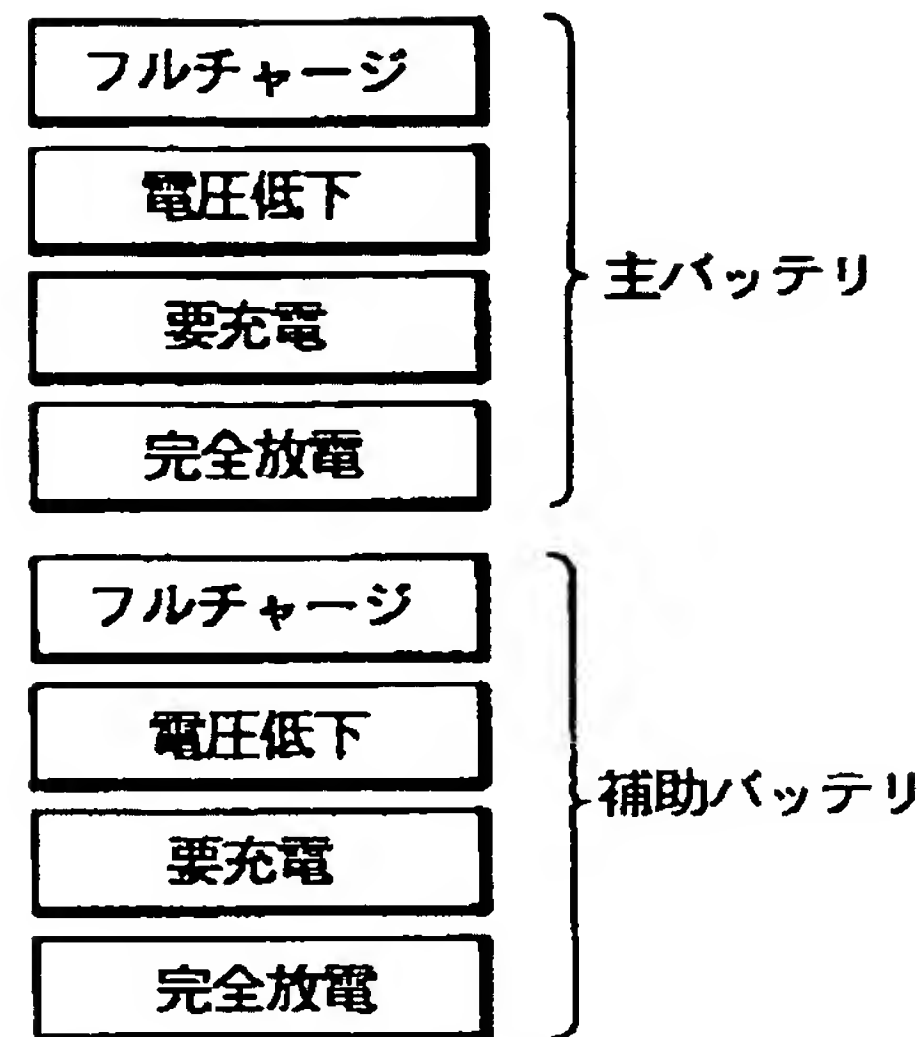 フルチャージ
電圧低下
要充電
完全放電
主バッテリ
フルチャージ
電圧低下
要充電
完全放電
補助バッテリ